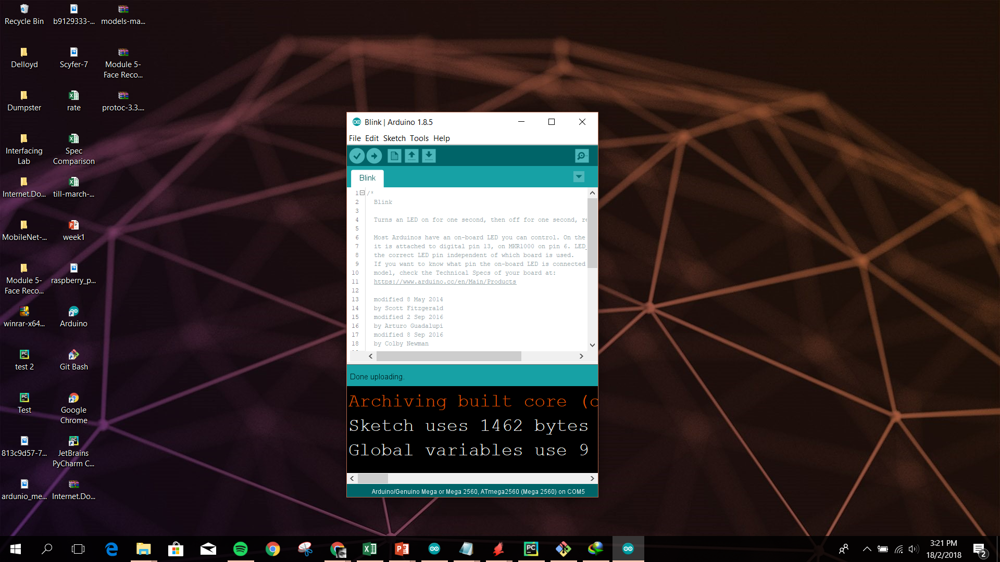 Recycle Bin
b9129333-...
models-ma...
Delloyd
Scyfer-7
Module 5-
Face Reco...
Dumpster
rate
protoc-3.3....
Interfacing
Lab
Spec
Comparison
Internet.Do...
till-march-...
MobileNet-...
week1
Module 5-
Face Reco...
raspberry_p...
winrar-x64...
Arduino
test 2
Git Bash
Test
Google
Chrome
813c9d57-7...
JetBrains
PyCharm C...
ardunio_me...
Internet.Do...
Blink | Arduino 1.8.5
File Edit Sketch Tools Help
Blink
1 /*
2 Blink
3
4 Turns an LED on for one second, then off for one second, re
5
6 Most Arduinos have an on-board LED you can control. On the
7 it is attached to digital pin 13, on MKR1000 on pin 6. LED_
8 the correct LED pin independent of which board is used.
9 If you want to know what pin the on-board LED is connected
10 model, check the Technical Specs of your board at:
11 https://www.arduino.cc/en/Main/Products
12
13 modified 8 May 2014
14 by Scott Fitzgerald
15 modified 2 Sep 2016
16 by Arturo Guadalupi
17 modified 8 Sep 2016
18 by Colby Newman
Done uploading.
Archiving built core (c
Sketch uses 1462 bytes
Global variables use 9
Arduino/Genuino Mega or Mega 2560, ATmega2560 (Mega 2560) on COM5
3:21 PM
18/2/2018
2